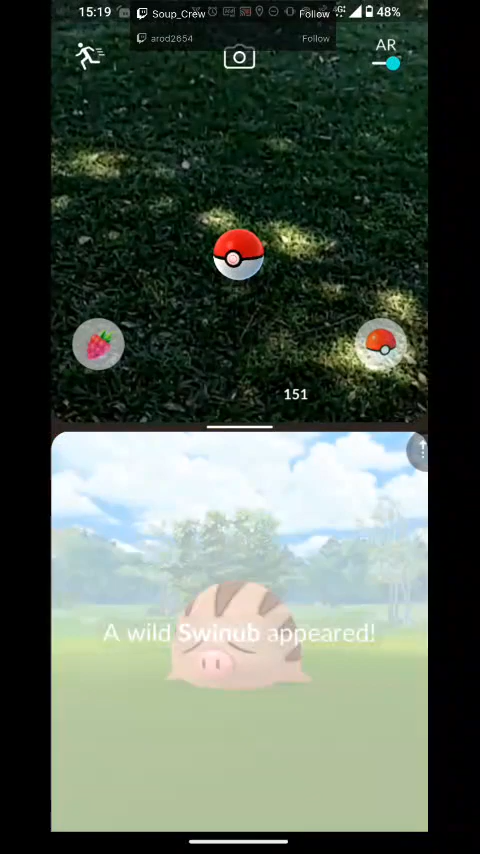 15:19
Soup_Crew
Follow
48%
arod2654
Follow
AR
151
A wild Swinub appeared!